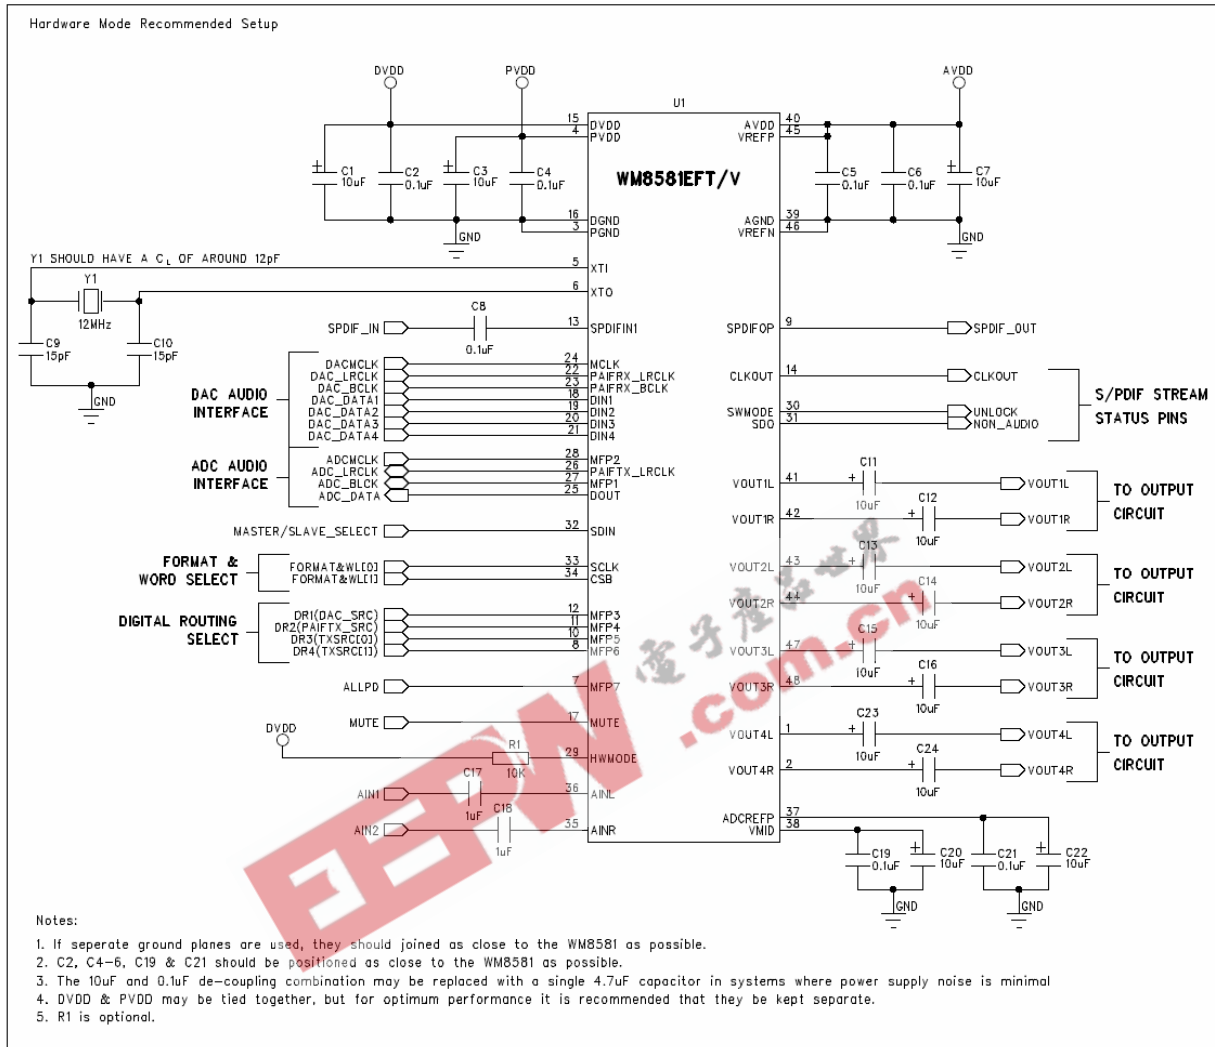 Hardware Mode Recommended Setup
DVDD
PVDD
AVDD
U1
WM8581EFT/V
15 DVDD
4 PVDD
AVDD 40
VREFP 45
+ C1 10uF
C2 0.1uF
+ C3 10uF
C4 0.1uF
C5 0.1uF
C6 0.1uF
+ C7 10uF
16 DGND
3 PGND
AGND 39
VREFN 46
GND
GND
Y1 SHOULD HAVE A CL OF AROUND 12pF
5 XTI
Y1
12MHz
6 XTO
C9 15pF
C10 15pF
GND
SPDIF_IN
C8
0.1uF
13 SPDIFIN1
SPDIFOP 9 SPDIF_OUT
DAC AUDIO INTERFACE
DACMCLK 24 MCLK
DAC_LRCLK 22 PAIFRX_LRCLK
DAC_BCLK 23 PAIFRX_BCLK
DAC_DATA1 18 DIN1
DAC_DATA2 19 DIN2
DAC_DATA3 20 DIN3
DAC_DATA4 21 DIN4
CLKOUT 14 CLKOUT
SWMODE 30 UNLOCK
SDO 31 NON_AUDIO
S/PDIF STREAM STATUS PINS
ADC AUDIO INTERFACE
ADCMCLK 28 MFP2
ADC_LRCLK 26 PAIFTX_LRCLK
ADC_BLCK 27 MFP1
ADC_DATA 25 DOUT
MASTER/SLAVE_SELECT 32 SDIN
FORMAT & WORD SELECT
FORMAT&WL[0] 33 SCLK
FORMAT&WL[1] 34 CSB
DIGITAL ROUTING SELECT
DR1(DAC_SRC) 12 MFP3
DR2(PAIFTX_SRC) 11 MFP4
DR3(TXSRC[0]) 10 MFP5
DR4(TXSRC[1]) 8 MFP6
ALLPD 7 MFP7
MUTE 17 MUTE
DVDD
R1
10K
29 HWMODE
AIN1
C17
1uF
36 AINL
AIN2
C18
1uF
35 AINR
VOUT1L 41 + C11 10uF VOUT1L
VOUT1R 42 + C12 10uF VOUT1R
TO OUTPUT CIRCUIT
VOUT2L 43 + C13 10uF VOUT2L
VOUT2R 44 + C14 10uF VOUT2R
TO OUTPUT CIRCUIT
VOUT3L 47 + C15 10uF VOUT3L
VOUT3R 48 + C16 10uF VOUT3R
TO OUTPUT CIRCUIT
VOUT4L 1 + C23 10uF VOUT4L
VOUT4R 2 + C24 10uF VOUT4R
TO OUTPUT CIRCUIT
ADCREFP 37
VMID 38
C19 0.1uF
+ C20 10uF
C21 0.1uF
+ C22 10uF
GND
GND
EEPW .com.cn
電子産品世界
Notes:
1. If seperate ground planes are used, they should joined as close to the WM8581 as possible.
2. C2, C4-6, C19 & C21 should be positioned as close to the WM8581 as possible.
3. The 10uF and 0.1uF de-coupling combination may be replaced with a single 4.7uF capacitor in systems where power supply noise is minimal
4. DVDD & PVDD may be tied together, but for optimum performance it is recommended that they be kept separate.
5. R1 is optional.